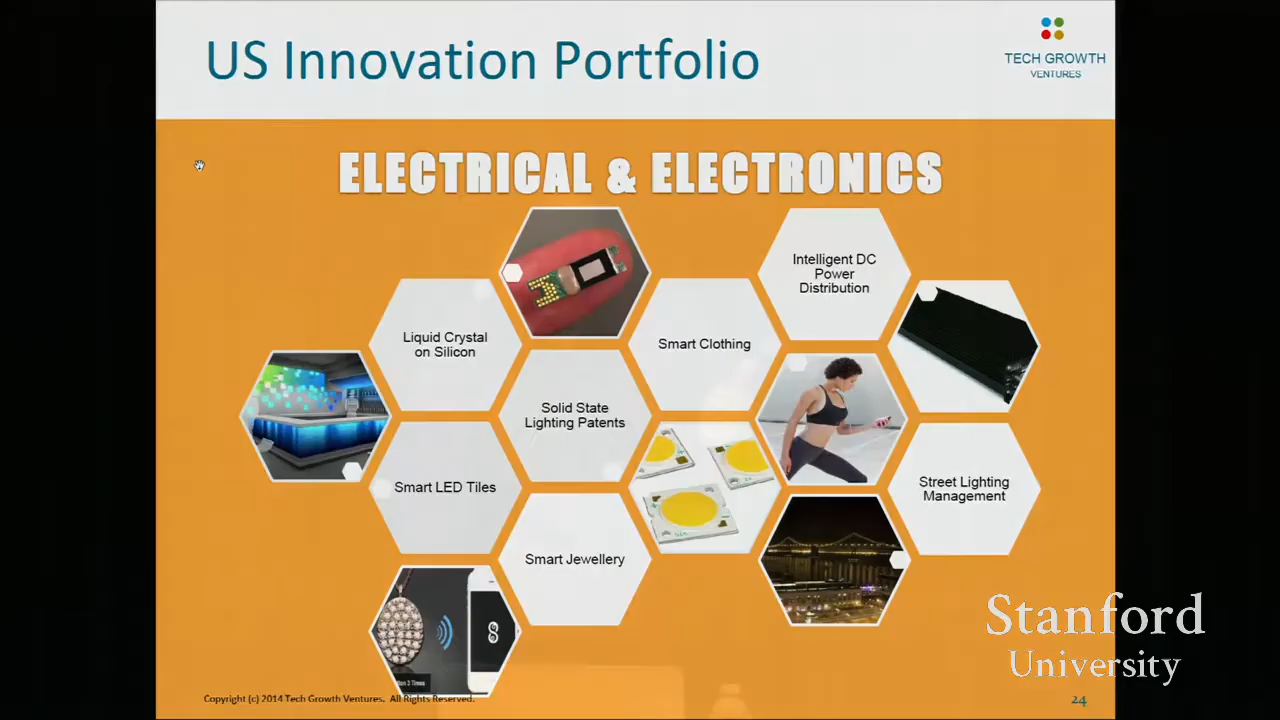 US Innovation Portfolio
TECH GROWTH
VENTURES
ELECTRICAL & ELECTRONICS
Intelligent DC
Power
Distribution
Liquid Crystal
on Silicon
Smart Clothing
Solid State
Lighting Patents
Smart LED Tiles
Street Lighting
Management
Smart Jewellery
3 Times
Stanford
University
Copyright (c) 2014 Tech Growth Ventures. All Rights Reserved.
24